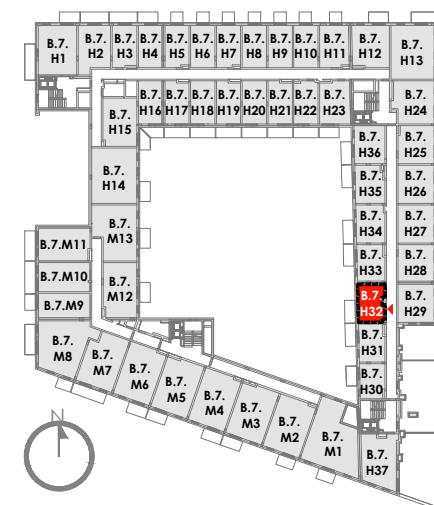 B.7.
H1
B.7.
H2
B.7.
H3
B.7.
H4
B.7.
H5
B.7.
H6
B.7.
H7
B.7.
H8
B.7.
H9
B.7.
H10
B.7.
H11
B.7.
H12
B.7.
H13
B.7.
H16
B.7.
H17
B.7.
H18
B.7.
H19
B.7.
H20
B.7.
H21
B.7.
H22
B.7.
H23
B.7.
H24
B.7.
H15
B.7.
H36
B.7.
H25
B.7.
H14
B.7.
H35
B.7.
H26
B.7.
M13
B.7.
H34
B.7.
H27
B.7.M11
B.7.
H33
B.7.
H28
B.7.M10
B.7.
M12
B.7.
H32
B.7.
H29
B.7.M9
B.7.
M8
B.7.
M7
B.7.
M6
B.7.
M5
B.7.
M4
B.7.
M3
B.7.
M2
B.7.
M1
B.7.
H31
B.7.
H30
B.7.
H37
N